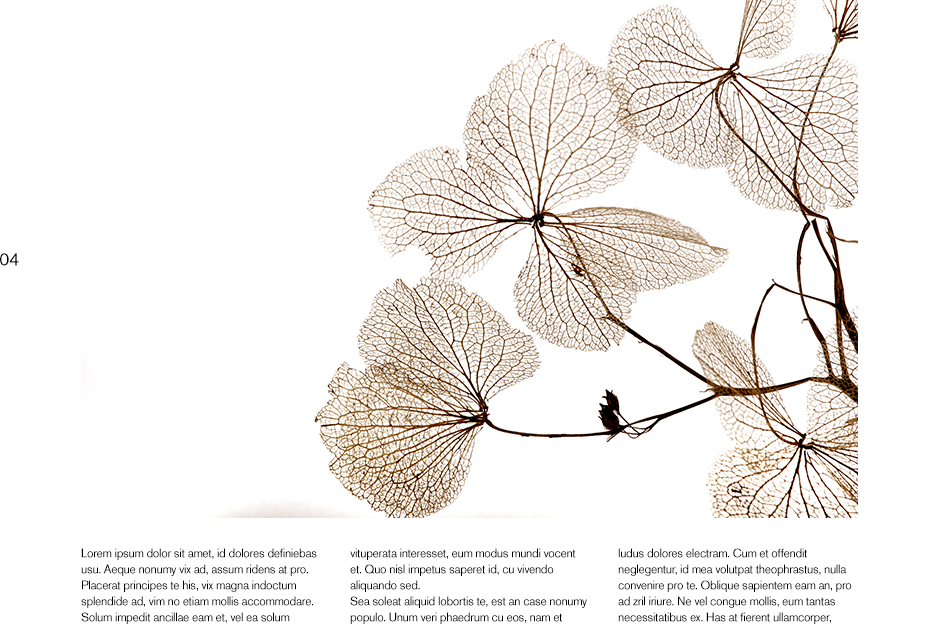 04
Lorem ipsum dolor sit amet, id dolores definiebas
usu. Aeque nonumy vix ad, assum ridens at pro.
Placerat principes te his, vix magna indoctum
splendide ad, vim no etiam mollis accommodare.
Solum impedit ancillae eam et, vel ea solum
vituperata interesset, eum modus mundi vocent
et. Quo nisl impetus saperet id, cu vivendo
aliquando sed.
Sea soleat aliquid lobortis te, est an case nonumy
populo. Unum veri phaedrum cu eos, nam et
ludus dolores electram. Cum et offendit
neglegentur, id mea volutpat theophrastus, nulla
convenire pro te. Oblique sapientem eam an, pro
ad zril iriure. Ne vel congue mollis, eum tantas
necessitatibus ex. Has at fierent ullamcorper,